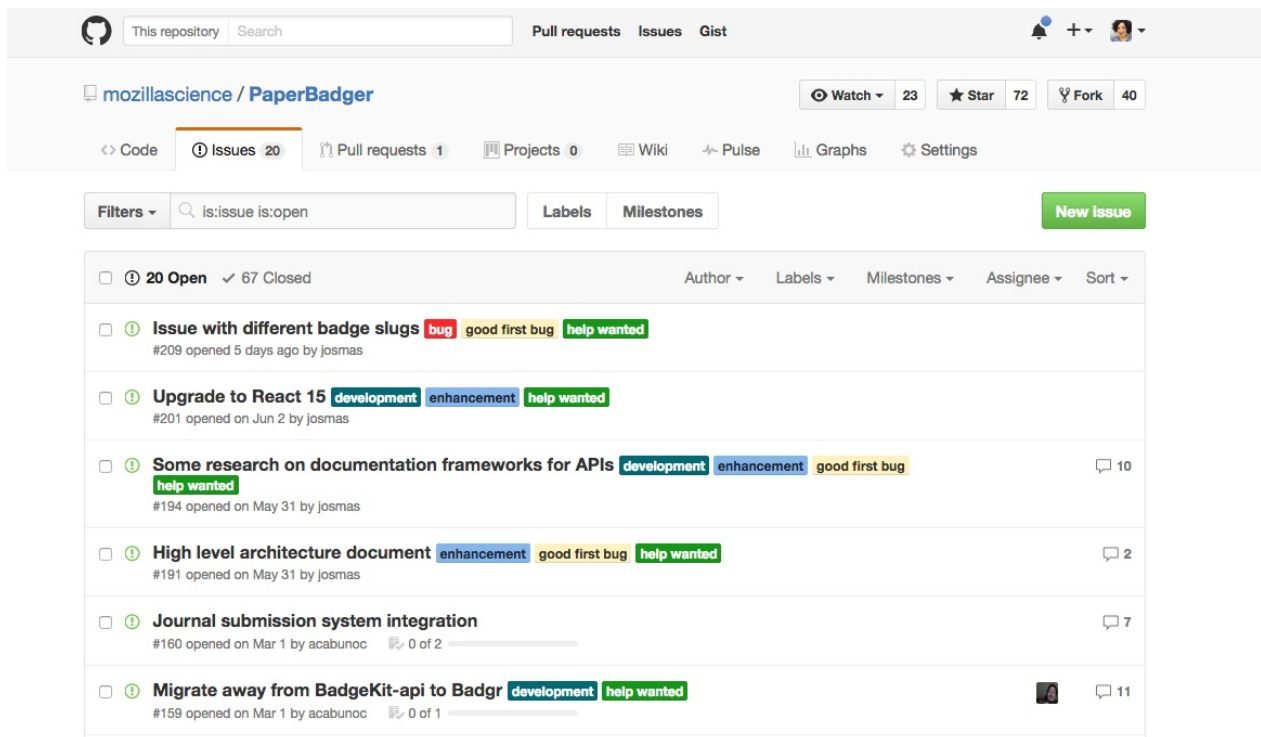 This repository Search Pull requests Issues Gist
mozillascience / PaperBadger Watch 23 Star 72 Fork 40
Code Issues 20 Pull requests 1 Projects 0 Wiki Pulse Graphs Settings
Filters is:issue is:open Labels Milestones New issue
20 Open 67 Closed Author Labels Milestones Assignee Sort
Issue with different badge slugs bug good first bug help wanted
#209 opened 5 days ago by josmas
Upgrade to React 15 development enhancement help wanted
#201 opened on Jun 2 by josmas
Some research on documentation frameworks for APIs development enhancement good first bug 10
help wanted
#194 opened on May 31 by josmas
High level architecture document enhancement good first bug help wanted 2
#191 opened on May 31 by josmas
Journal submission system integration 7
#160 opened on Mar 1 by acabunoc 0 of 2
Migrate away from BadgeKit-api to Badgr development help wanted 11
#159 opened on Mar 1 by acabunoc 0 of 1